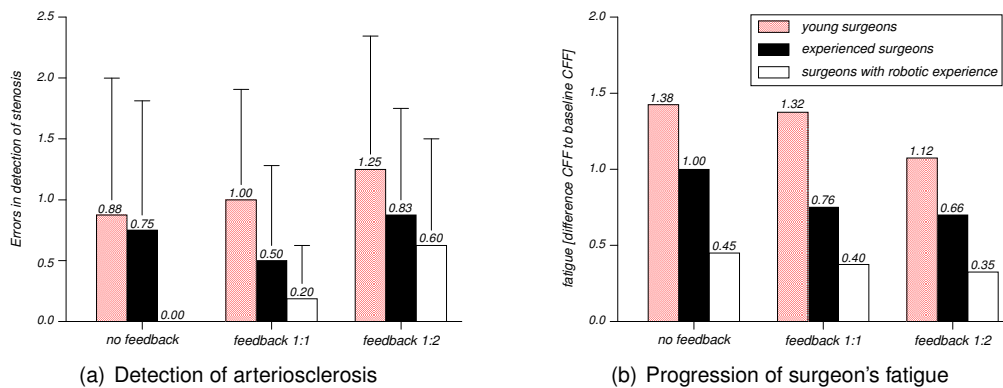 Errors in detection of stenosis
2.5
2.0
1.5
1.0
0.5
0.0
0.88
0.75
0.00
1.00
0.50
0.20
1.25
0.83
0.60
no feedback
feedback 1:1
feedback 1:2
(a) Detection of arteriosclerosis
fatigue [difference CFF to baseline CFF]
2.0
1.5
1.0
0.5
0.0
young surgeons
experienced surgeons
surgeons with robotic experience
1.38
1.00
0.45
1.32
0.76
0.40
1.12
0.66
0.35
no feedback
feedback 1:1
feedback 1:2
(b) Progression of surgeon's fatigue